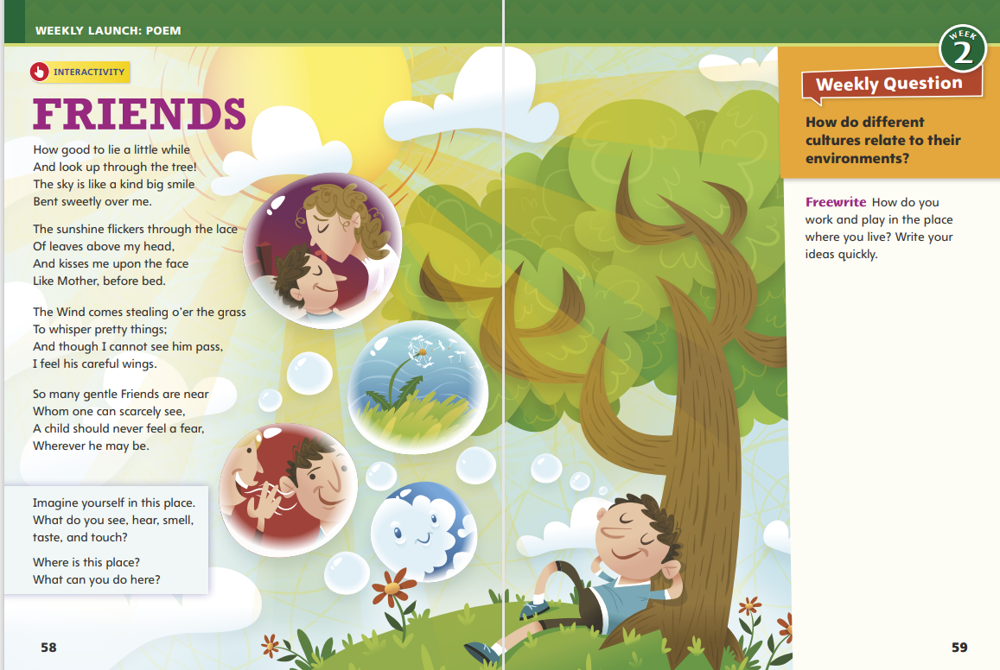 WEEKLY LAUNCH: POEM
INTERACTIVITY
FRIENDS
How good to lie a little while
And look up through the tree!
The sky is like a kind big smile
Bent sweetly over me.
The sunshine flickers through the lace
Of leaves above my head,
And kisses me upon the face
Like Mother, before bed.
The Wind comes stealing o'er the grass
To whisper pretty things;
And though I cannot see him pass,
I feel his careful wings.
So many gentle Friends are near
Whom one can scarcely see,
A child should never feel a fear,
Wherever he may be.
Imagine yourself in this place.
What do you see, hear, smell,
taste, and touch?
Where is this place?
What can you do here?
58
WEEK
2
Weekly Question
How do different
cultures relate to their
environments?
Freewrite How do you
work and play in the place
where you live? Write your
ideas quickly.
59